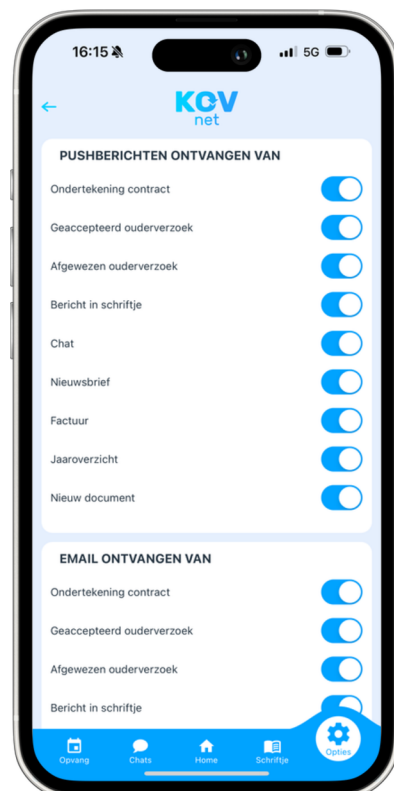 16:15
5G
KOV
net
PUSHBERICHTEN ONTVANGEN VAN
Ondertekening contract
Geaccepteerd ouderverzoek
Afgewezen ouderverzoek
Bericht in schriftje
Chat
Nieuwsbrief
Factuur
Jaaroverzicht
Nieuw document
EMAIL ONTVANGEN VAN
Ondertekening contract
Geaccepteerd ouderverzoek
Afgewezen ouderverzoek
Bericht in schriftje
Opvang
Chats
Home
Schriftje
Opties